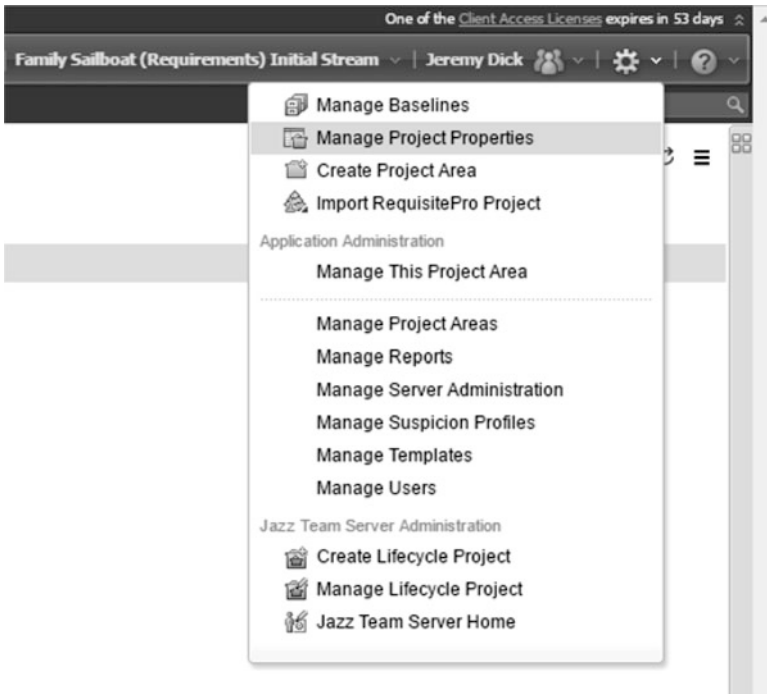 One of the Client Access Licenses expires in 53 days
Family Sailboat (Requirements) Initial Stream | Jeremy Dick | |
Manage Baselines
Manage Project Properties
Create Project Area
Import RequisitePro Project
Application Administration
Manage This Project Area
Manage Project Areas
Manage Reports
Manage Server Administration
Manage Suspicion Profiles
Manage Templates
Manage Users
Jazz Team Server Administration
Create Lifecycle Project
Manage Lifecycle Project
Jazz Team Server Home